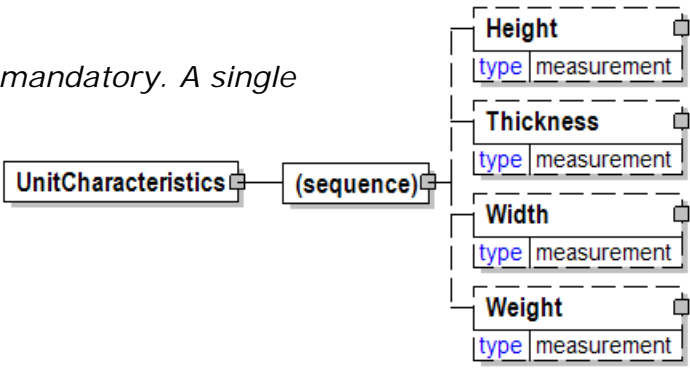 mandatory. A single
UnitCharacteristics
(sequence)
Height
type measurement
Thickness
type measurement
Width
type measurement
Weight
type measurement